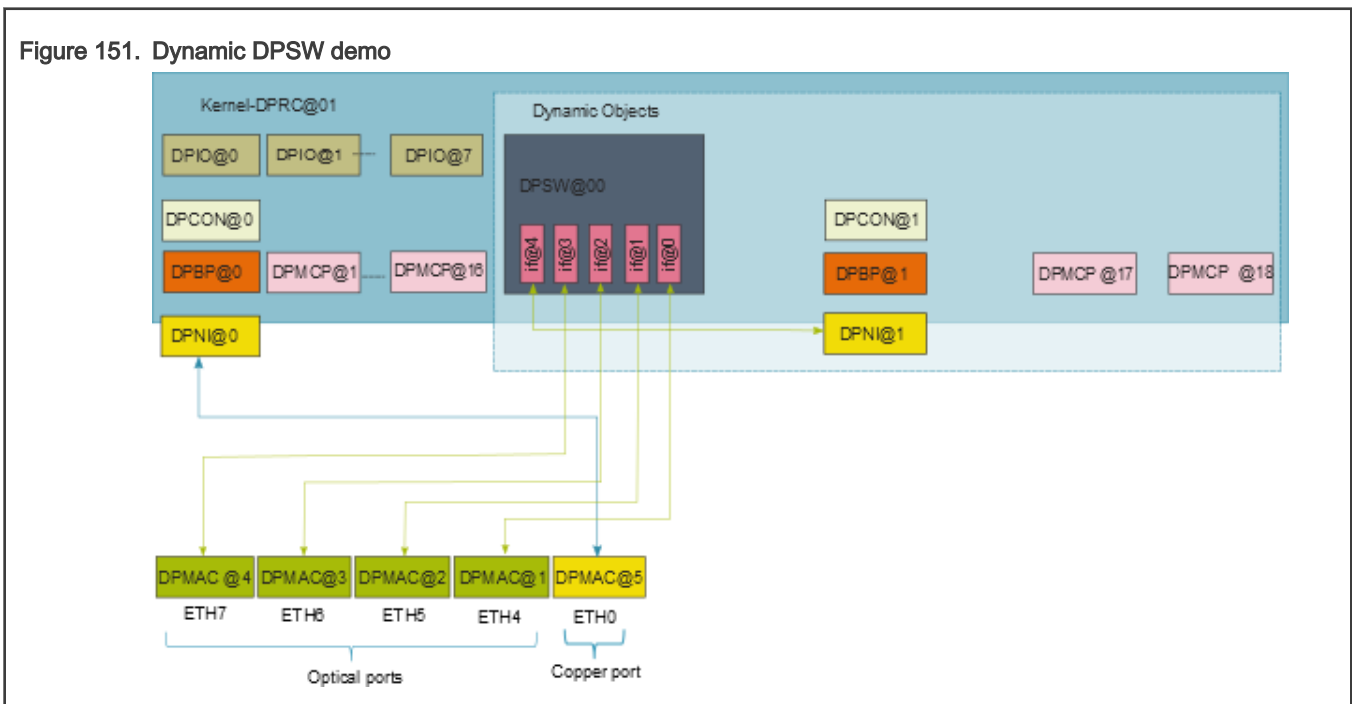 Figure 151. Dynamic DPSW demo
Kernel-DPRC@01
Dynamic Objects
DPIO@0
DPIO@1
DPIO@7
DPSW@00
DPCON@0
DPCON@1
if@4
if@3
if@2
if@1
if@0
DPBP@0
DPMCP@1
DPMCP@16
DPBP@1
DPMCP @17
DPMCP @18
DPNI@0
DPNI@1
DPMAC @4
DPMAC@3
DPMAC@2
DPMAC@1
DPMAC@5
ETH7
ETH6
ETH5
ETH4
ETH0
Optical ports
Copper port